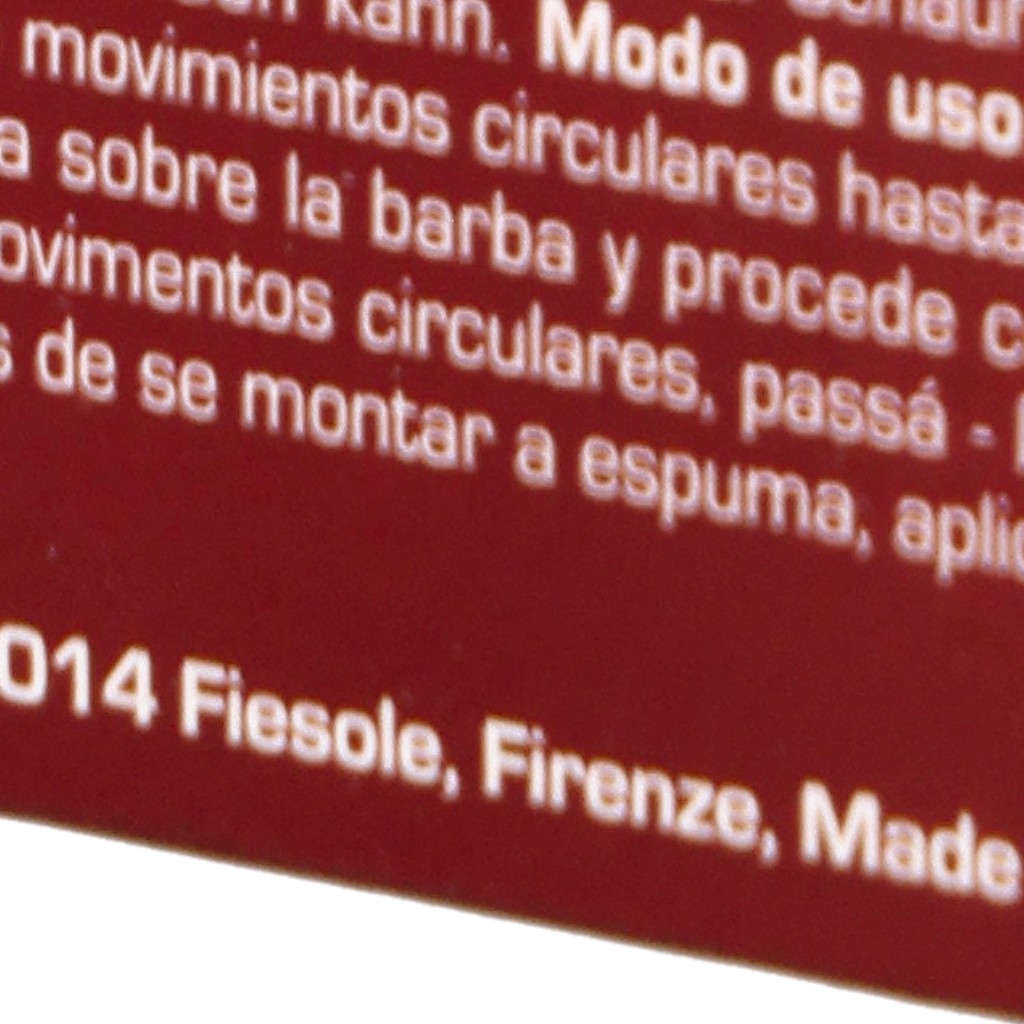 kann. Modo de uso
movimientos circulares hasta
a sobre la barba y procede
ovimentos circulares, passá -
s de se montar a espuma, aplic
014 Fiesole, Firenze, Made